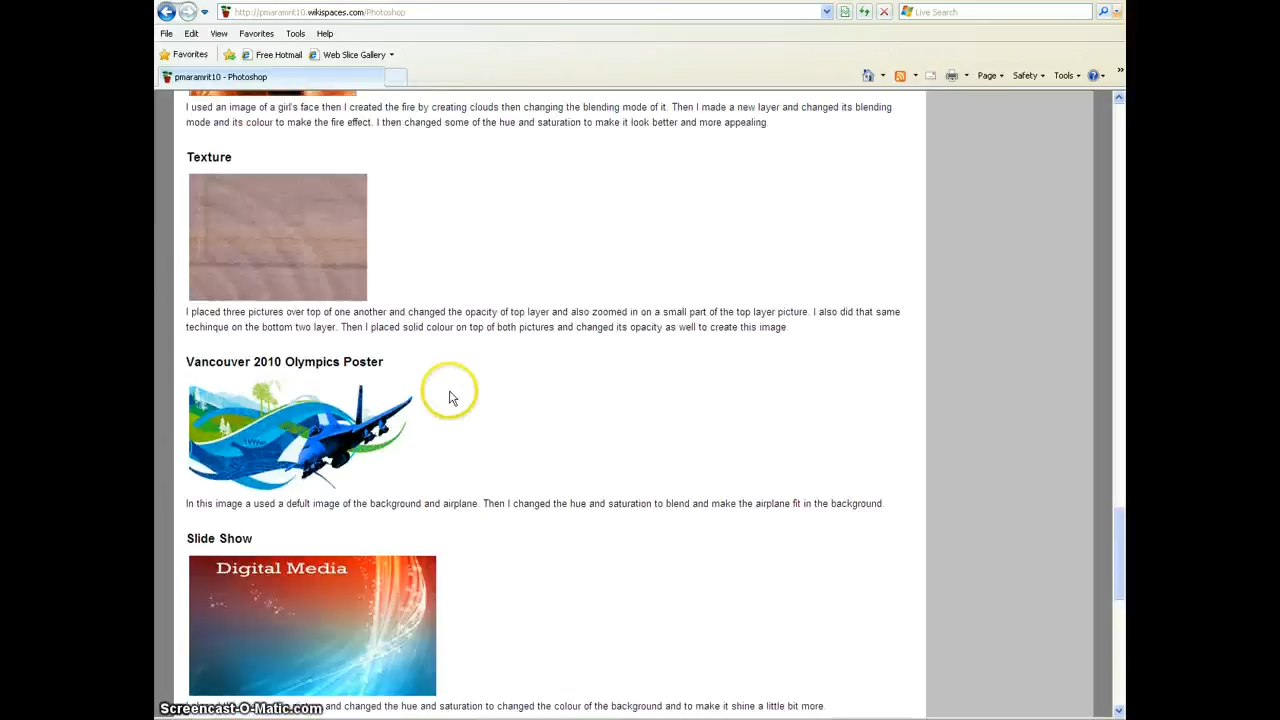 http://pmaramrit10.wikispaces.com/Photoshop
Live Search
File Edit View Favorites Tools Help
Favorites Free Hotmail Web Slice Gallery
pmaramrit10 - Photoshop
Page Safety Tools
I used an image of a girl's face then I created the fire by creating clouds then changing the blending mode of it. Then I made a new layer and changed its blending
mode and its colour to make the fire effect. I then changed some of the hue and saturation to make it look better and more appealing.
Texture
I placed three pictures over top of one another and changed the opacity of top layer and also zoomed in on a small part of the top layer picture. I also did that same
techinque on the bottom two layer. Then I placed solid colour on top of both pictures and changed its opacity as well to create this image.
Vancouver 2010 Olympics Poster
In this image a used a defult image of the background and airplane. Then I changed the hue and saturation to blend and make the airplane fit in the background.
Slide Show
Digital Media
and changed the hue and saturation to changed the colour of the background and to make it shine a little bit more.
Screencast-O-Matic.com